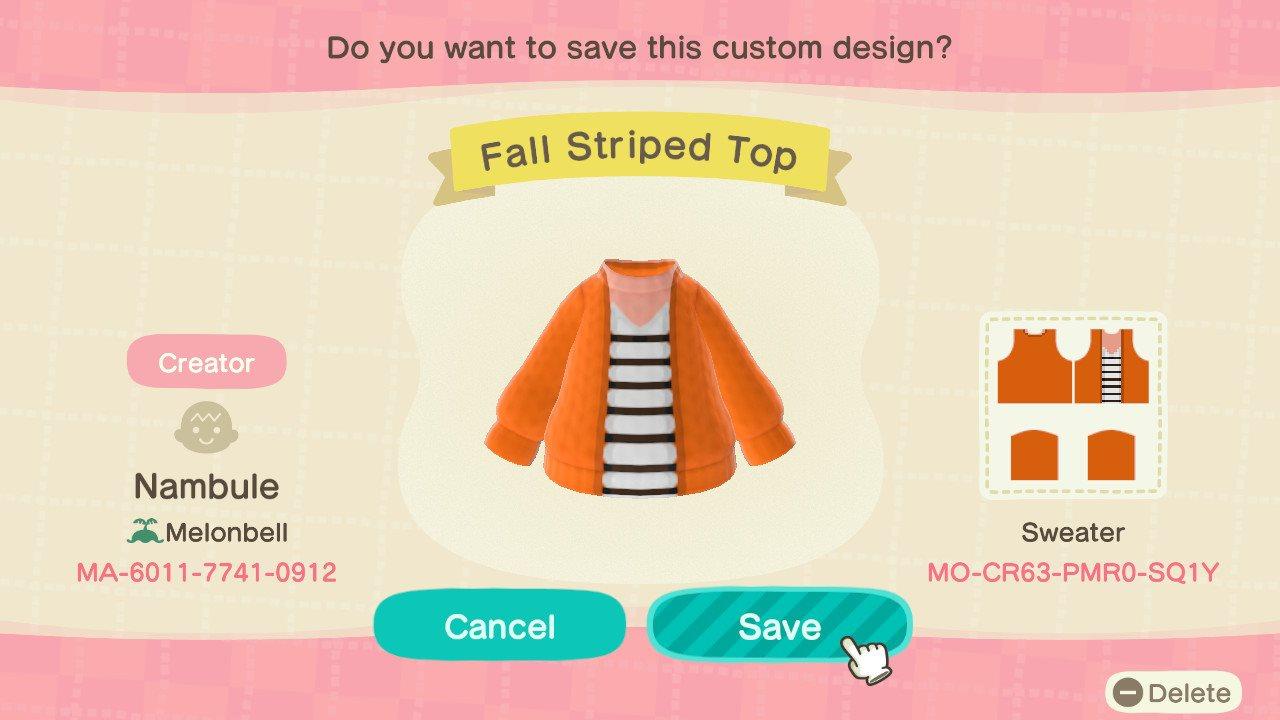 Do you want to save this custom design?
Fall Striped Top
Creator
Nambule
Melonbell
MA-6011-7741-0912
Sweater
MO-CR63-PMR0-SQ1Y
Cancel
Save
Delete